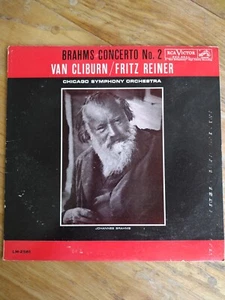 BRAHMS CONCERTO No. 2
RCA VICTOR
VAN CLIBURN/FRITZ REINER
CHICAGO SYMPHONY ORCHESTRA
JOHANNES BRAHMS